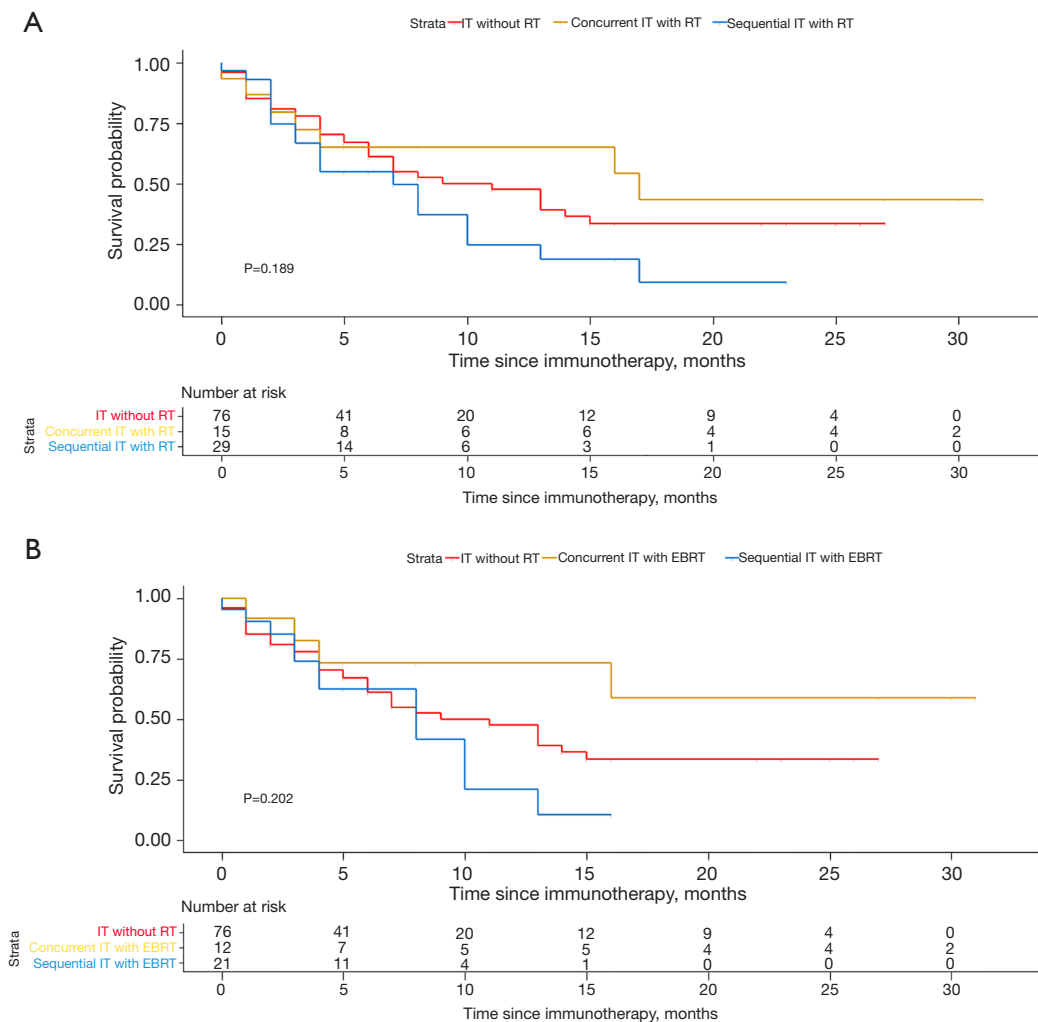 A
Strata IT without RT Concurrent IT with RT Sequential IT with RT
1.00
0.75
0.50
0.25
0.00
Survival probability
P=0.189
0 5 10 15 20 25 30
Time since immunotherapy, months
Number at risk
Strata
IT without RT 76 41 20 12 9 4 0
Concurrent IT with RT 15 8 6 6 4 4 2
Sequential IT with RT 29 14 6 3 1 0 0
0 5 10 15 20 25 30
Time since immunotherapy, months
B
Strata IT without RT Concurrent IT with EBRT Sequential IT with EBRT
1.00
0.75
0.50
0.25
0.00
Survival probability
P=0.202
0 5 10 15 20 25 30
Time since immunotherapy, months
Number at risk
Strata
IT without RT 76 41 20 12 9 4 0
Concurrent IT with EBRT 12 7 5 5 4 4 2
Sequential IT with EBRT 21 11 4 1 0 0 0
0 5 10 15 20 25 30
Time since immunotherapy, months